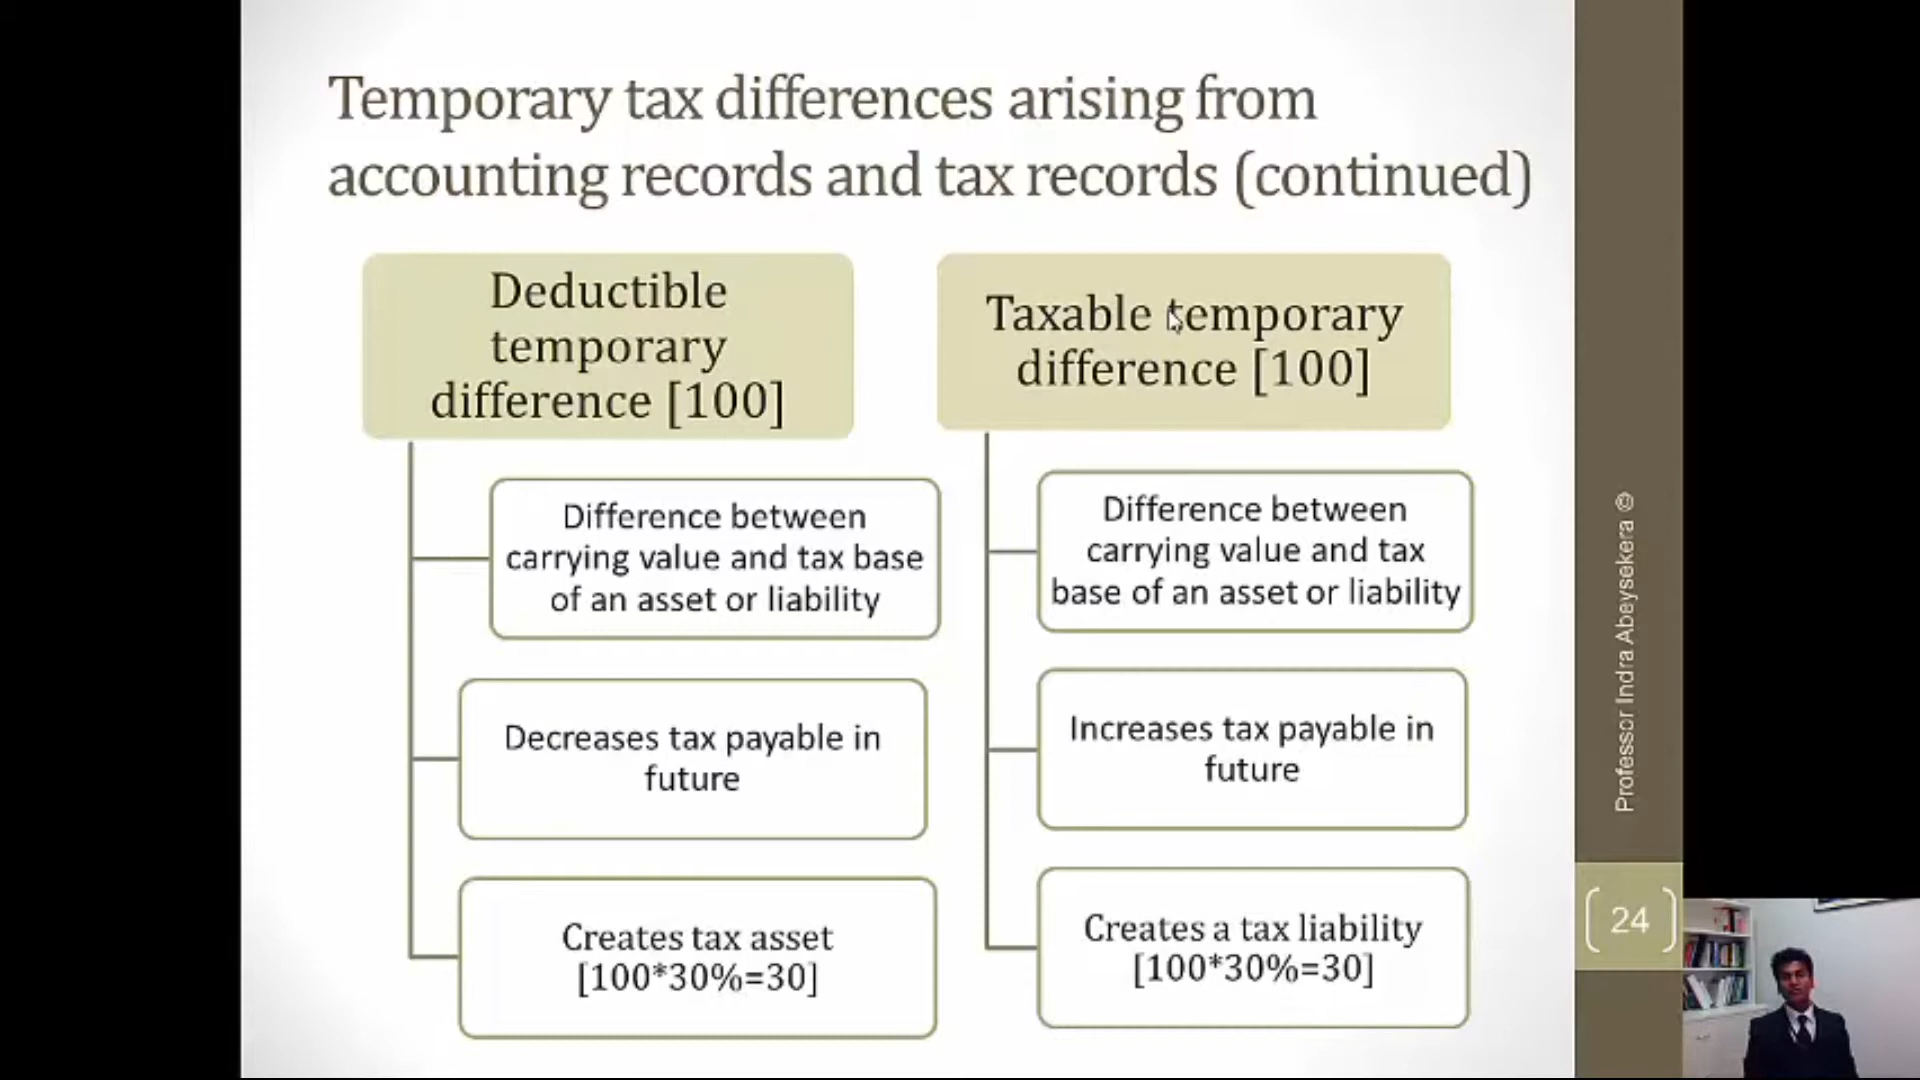 Temporary tax differences arising from
accounting records and tax records (continued)
Deductible
temporary
difference [100]
Difference between
carrying value and tax base
of an asset or liability
Decreases tax payable in
future
Creates tax asset
[100*30%=30]
Taxable temporary
difference [100]
Difference between
carrying value and tax
base of an asset or liability
Increases tax payable in
future
Creates a tax liability
[100*30%=30]
Professor Indra Abeysekera ©
24